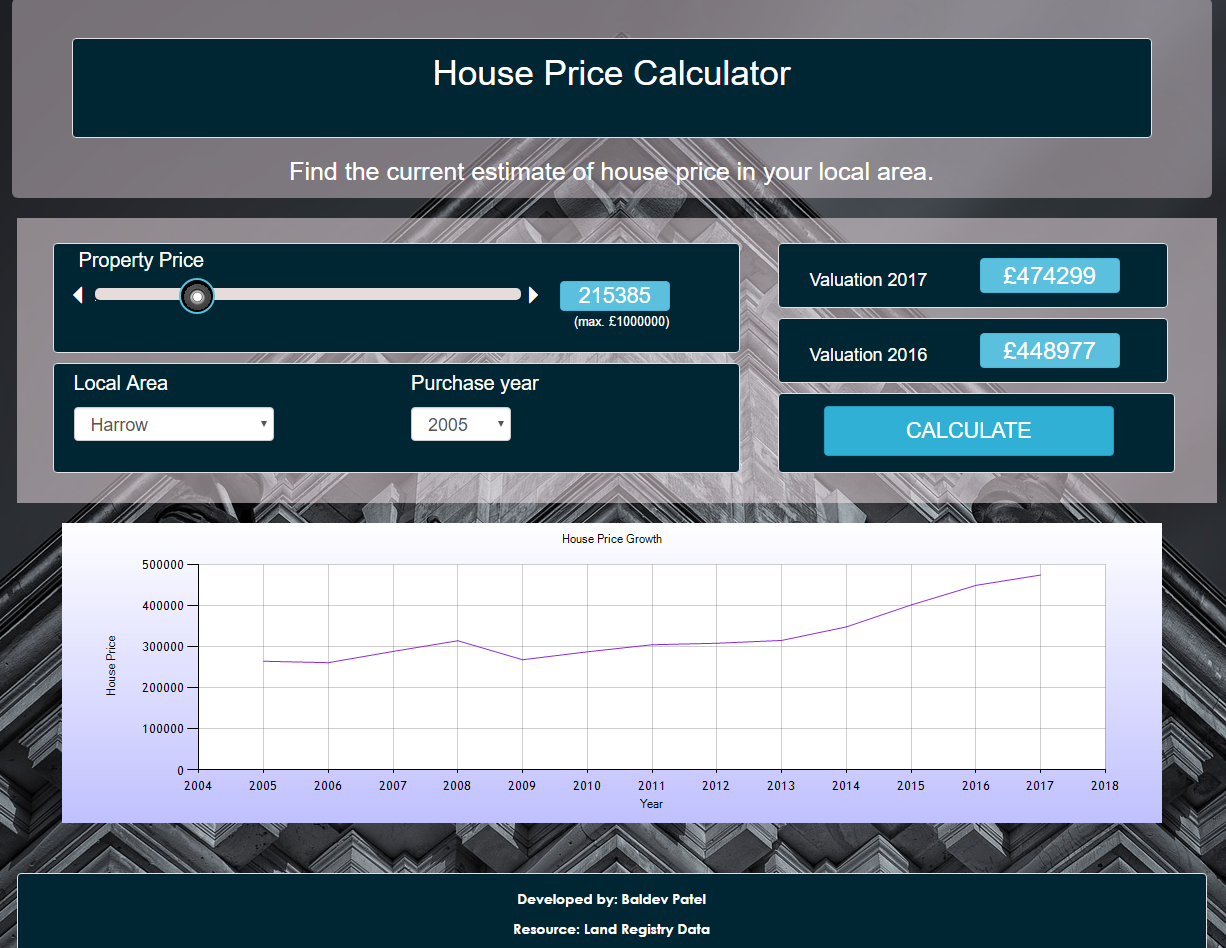 House Price Calculator
Find the current estimate of house price in your local area.
Property Price
215385
(max. £1000000)
Local Area
Purchase year
Harrow
2005
Valuation 2017
£474299
Valuation 2016
£448977
CALCULATE
House Price Growth
House Price
500000
400000
300000
200000
100000
0
2004 2005 2006 2007 2008 2009 2010 2011 2012 2013 2014 2015 2016 2017 2018
Year
Developed by: Baldev Patel
Resource: Land Registry Data